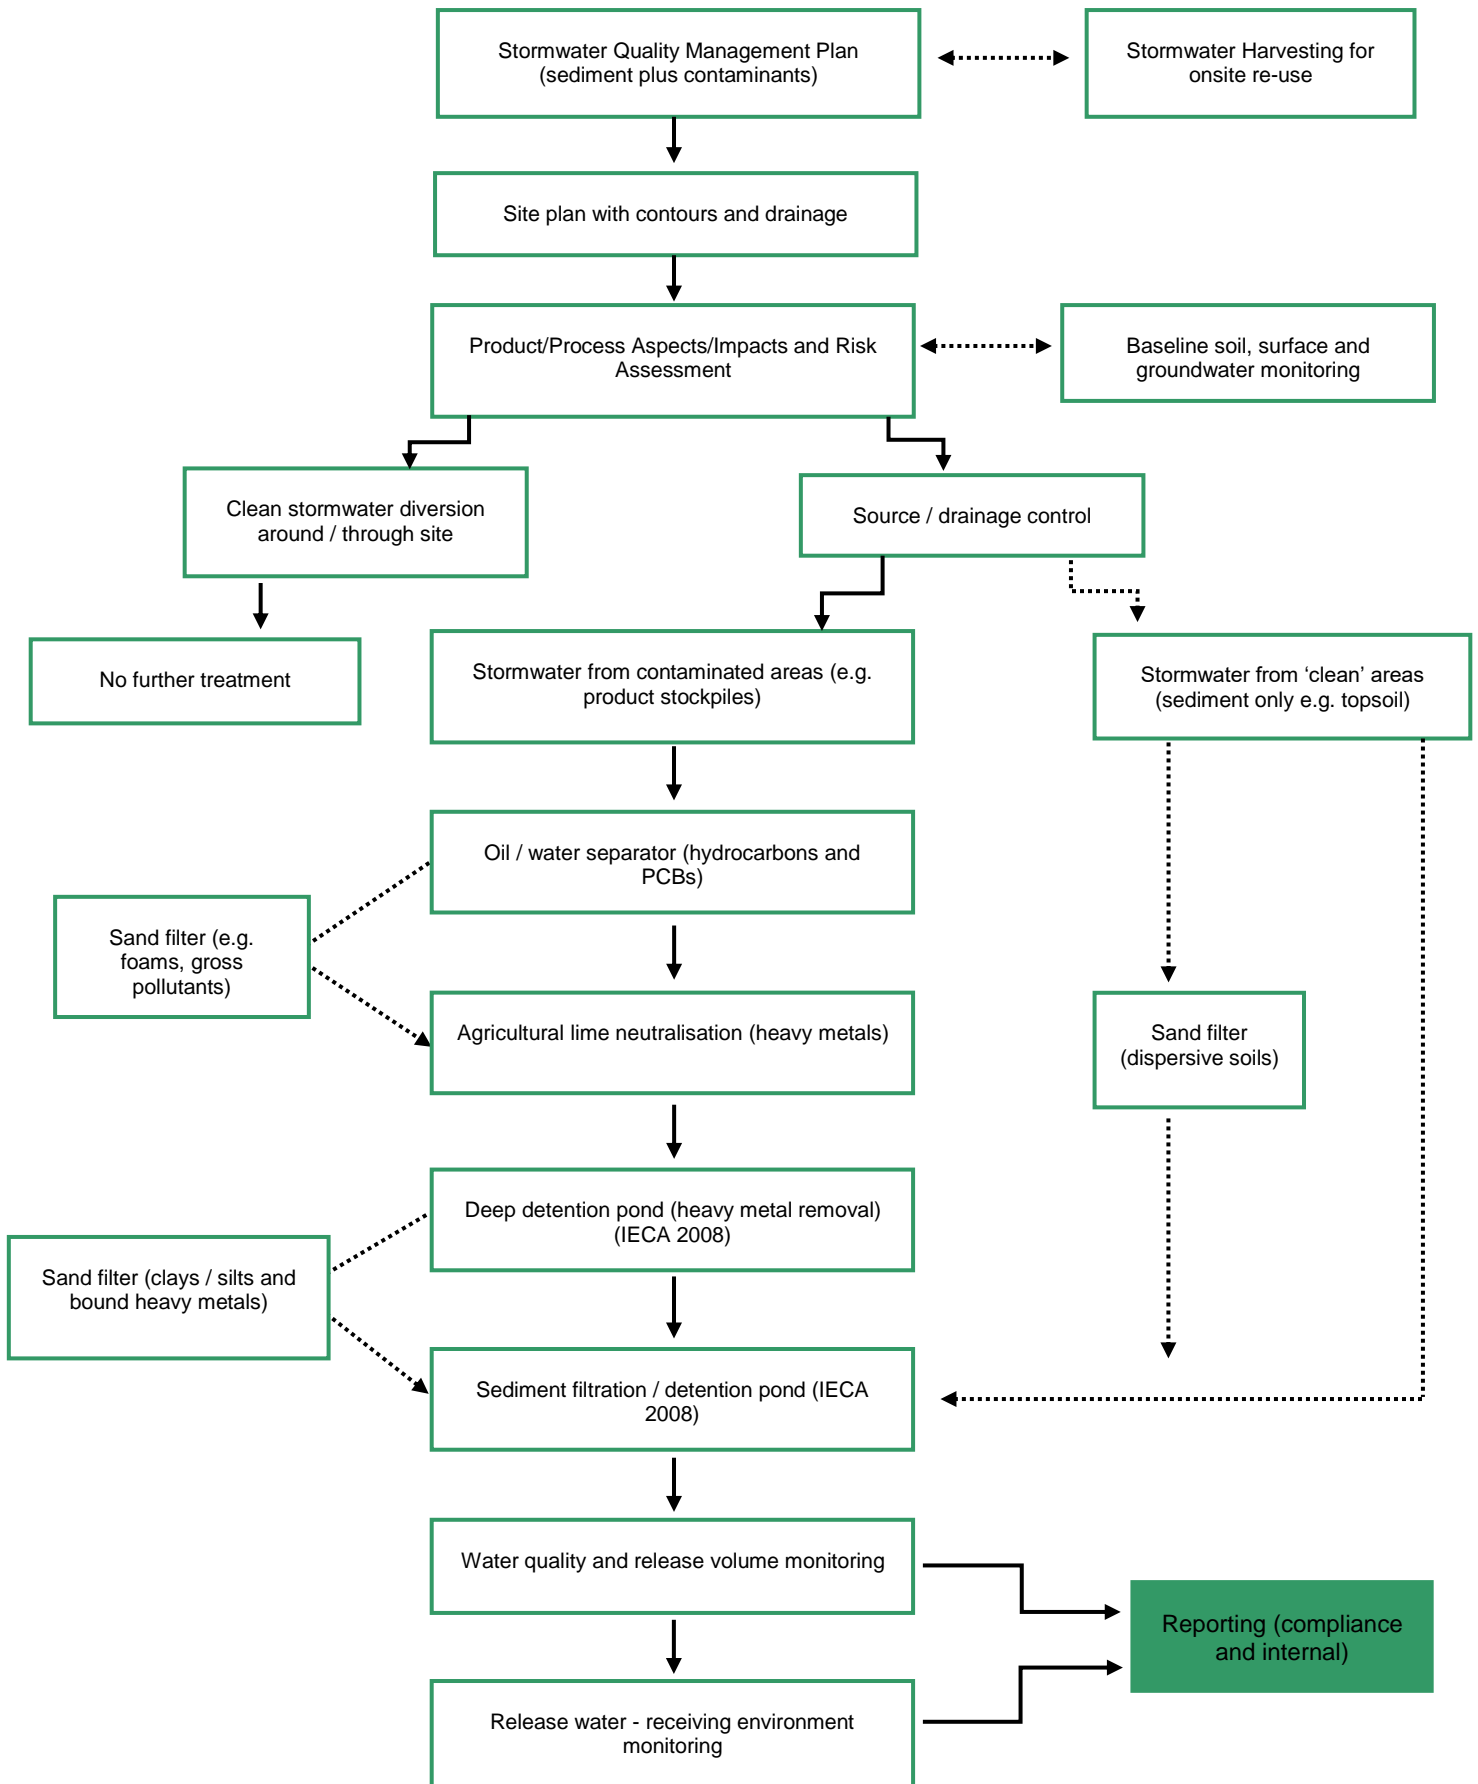 Stormwater Quality Management Plan
(sediment plus contaminants)
Stormwater Harvesting for
onsite re-use
Site plan with contours and drainage
Product/Process Aspects/Impacts and Risk
Assessment
Baseline soil, surface and
groundwater monitoring
Clean stormwater diversion
around / through site
Source / drainage control
No further treatment
Stormwater from contaminated areas (e.g.
product stockpiles)
Stormwater from ‘clean’ areas
(sediment only e.g. topsoil)
Oil / water separator (hydrocarbons and
PCBs)
Sand filter (e.g.
foams, gross
pollutants)
Agricultural lime neutralisation (heavy metals)
Sand filter
(dispersive soils)
Deep detention pond (heavy metal removal)
(IECA 2008)
Sand filter (clays / silts and
bound heavy metals)
Sediment filtration / detention pond (IECA
2008)
Water quality and release volume monitoring
Reporting (compliance
and internal)
Release water - receiving environment
monitoring